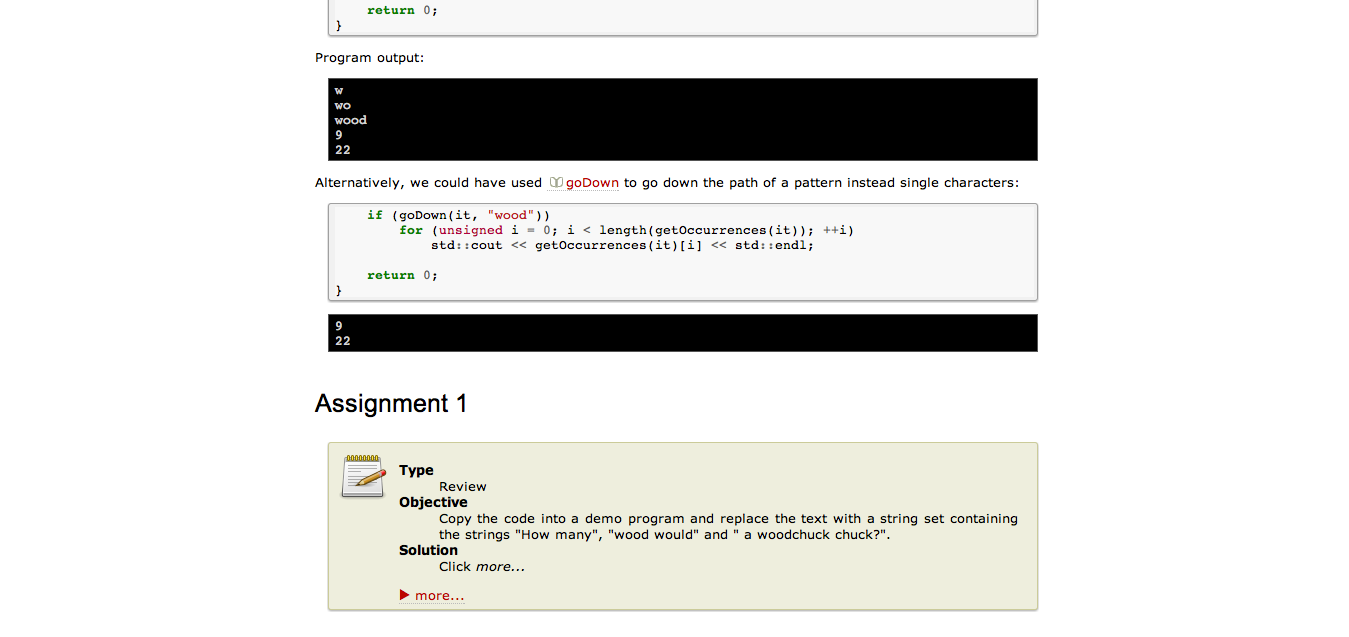 return 0;
}
Program output:
w
wo
wood
9
22
Alternatively, we could have used goDown to go down the path of a pattern instead single characters:
    if (goDown(it, "wood"))
        for (unsigned i = 0; i < length(getOccurrences(it)); ++i)
            std::cout << getOccurrences(it)[i] << std::endl;
    return 0;
}
9
22
Assignment 1
Type
Review
Objective
Copy the code into a demo program and replace the text with a string set containing
the strings "How many", "wood would" and " a woodchuck chuck?".
Solution
Click more...
more...